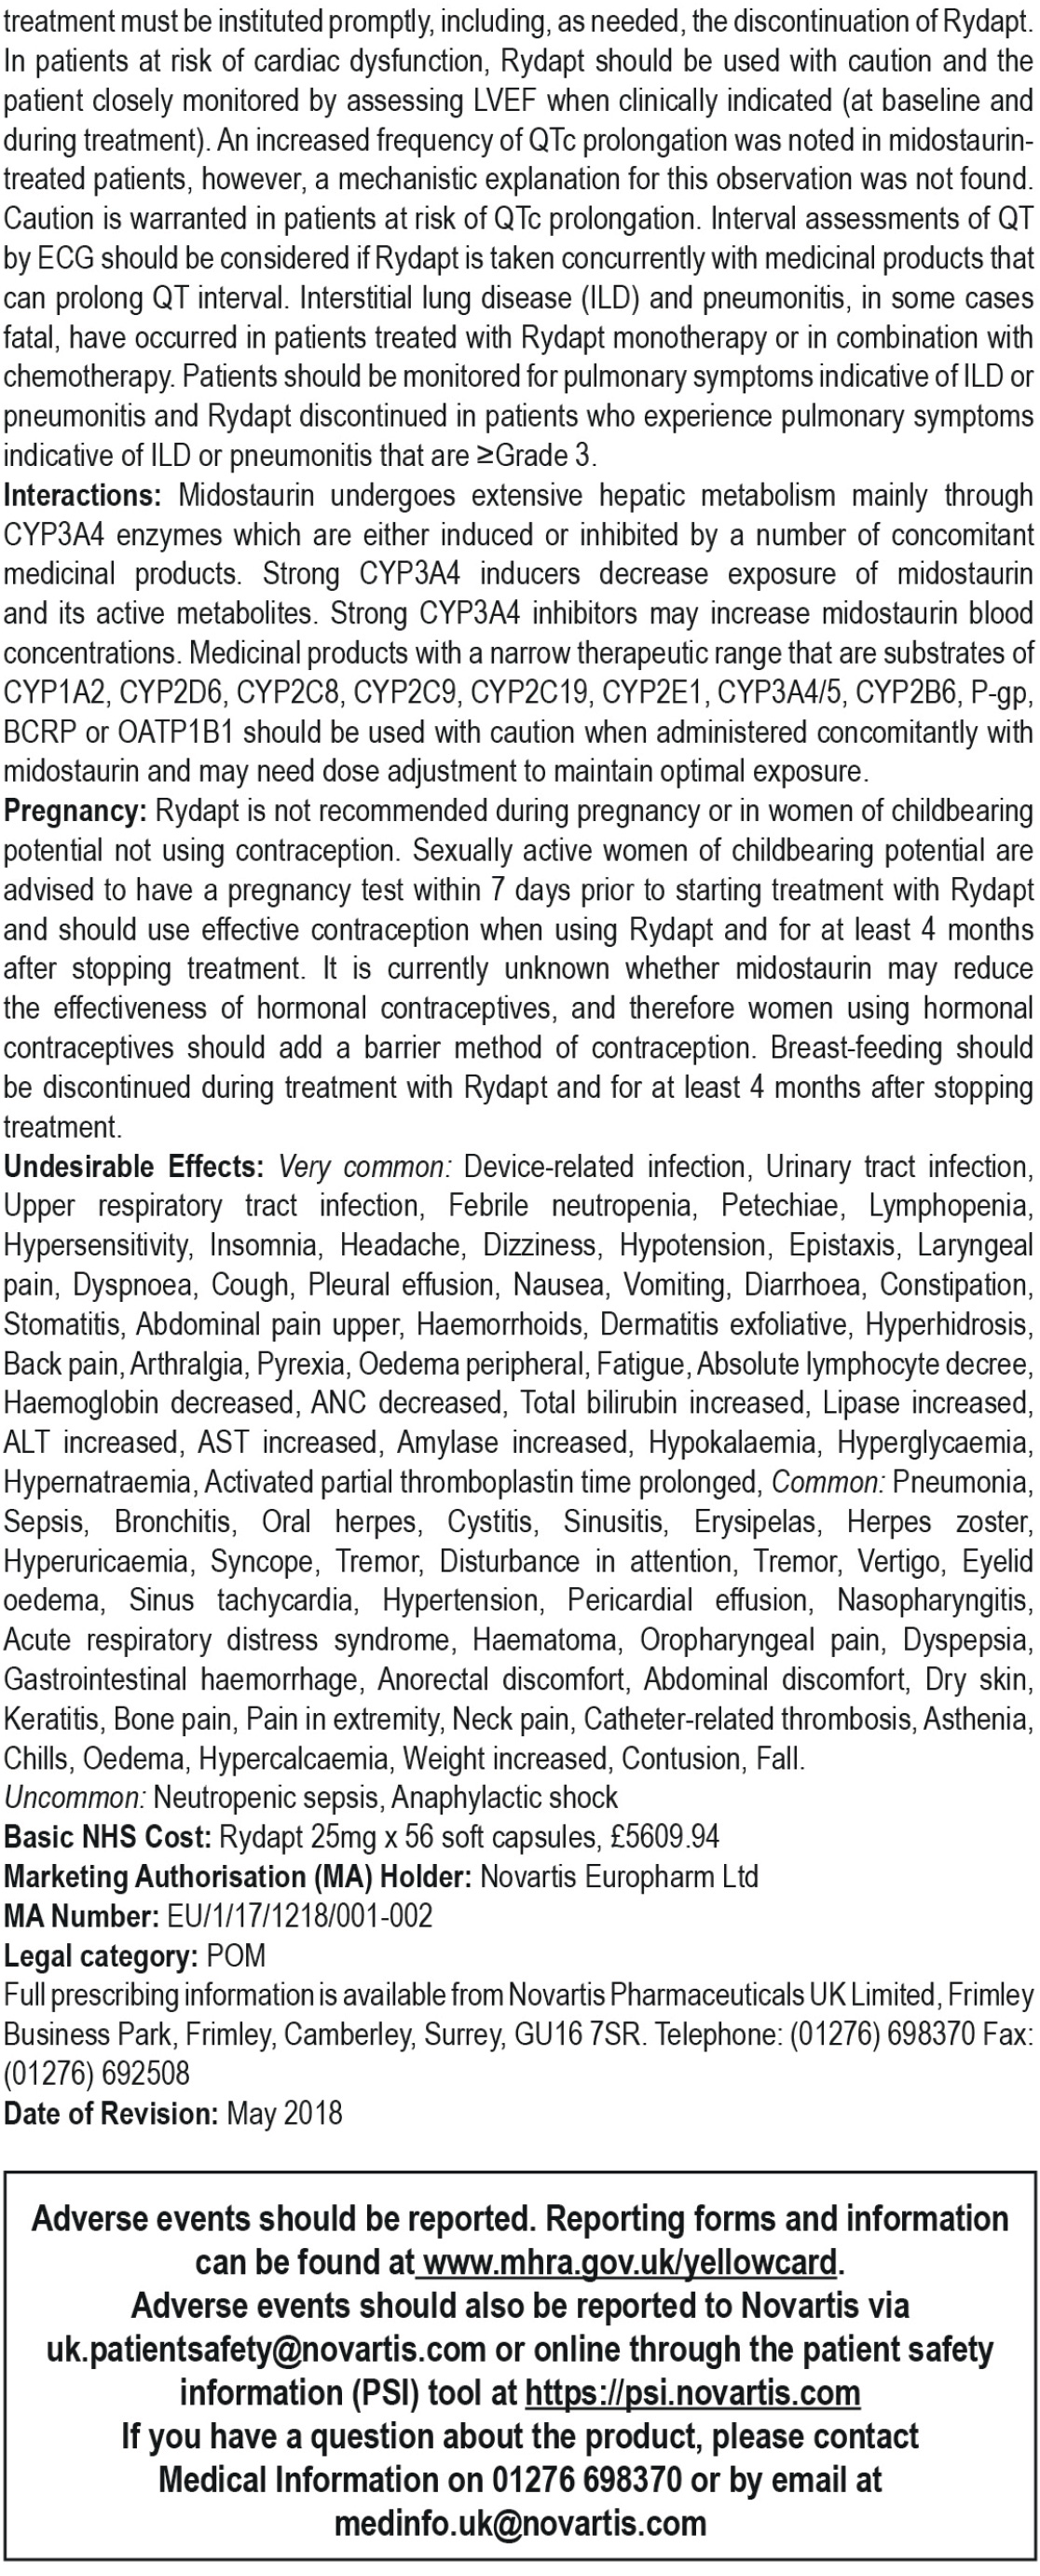 treatment must be instituted promptly, including, as needed, the discontinuation of Rydapt.
In patients at risk of cardiac dysfunction, Rydapt should be used with caution and the
patient closely monitored by assessing LVEF when clinically indicated (at baseline and
during treatment). An increased frequency of QTc prolongation was noted in midostaurin-
treated patients, however, a mechanistic explanation for this observation was not found.
Caution is warranted in patients at risk of QTc prolongation. Interval assessments of QT
by ECG should be considered if Rydapt is taken concurrently with medicinal products that
can prolong QT interval. Interstitial lung disease (ILD) and pneumonitis, in some cases
fatal, have occurred in patients treated with Rydapt monotherapy or in combination with
chemotherapy. Patients should be monitored for pulmonary symptoms indicative of ILD or
pneumonitis and Rydapt discontinued in patients who experience pulmonary symptoms
indicative of ILD or pneumonitis that are ≥Grade 3.
Interactions: Midostaurin undergoes extensive hepatic metabolism mainly through
CYP3A4 enzymes which are either induced or inhibited by a number of concomitant
medicinal products. Strong CYP3A4 inducers decrease exposure of midostaurin
and its active metabolites. Strong CYP3A4 inhibitors may increase midostaurin blood
concentrations. Medicinal products with a narrow therapeutic range that are substrates of
CYP1A2, CYP2D6, CYP2C8, CYP2C9, CYP2C19, CYP2E1, CYP3A4/5, CYP2B6, P-gp,
BCRP or OATP1B1 should be used with caution when administered concomitantly with
midostaurin and may need dose adjustment to maintain optimal exposure.
Pregnancy: Rydapt is not recommended during pregnancy or in women of childbearing
potential not using contraception. Sexually active women of childbearing potential are
advised to have a pregnancy test within 7 days prior to starting treatment with Rydapt
and should use effective contraception when using Rydapt and for at least 4 months
after stopping treatment. It is currently unknown whether midostaurin may reduce
the effectiveness of hormonal contraceptives, and therefore women using hormonal
contraceptives should add a barrier method of contraception. Breast-feeding should
be discontinued during treatment with Rydapt and for at least 4 months after stopping
treatment.
Undesirable Effects: Very common: Device-related infection, Urinary tract infection,
Upper respiratory tract infection, Febrile neutropenia, Petechiae, Lymphopenia,
Hypersensitivity, Insomnia, Headache, Dizziness, Hypotension, Epistaxis, Laryngeal
pain, Dyspnoea, Cough, Pleural effusion, Nausea, Vomiting, Diarrhoea, Constipation,
Stomatitis, Abdominal pain upper, Haemorrhoids, Dermatitis exfoliative, Hyperhidrosis,
Back pain, Arthralgia, Pyrexia, Oedema peripheral, Fatigue, Absolute lymphocyte decree,
Haemoglobin decreased, ANC decreased, Total bilirubin increased, Lipase increased,
ALT increased, AST increased, Amylase increased, Hypokalaemia, Hyperglycaemia,
Hypernatraemia, Activated partial thromboplastin time prolonged, Common: Pneumonia,
Sepsis, Bronchitis, Oral herpes, Cystitis, Sinusitis, Erysipelas, Herpes zoster,
Hyperuricaemia, Syncope, Tremor, Disturbance in attention, Tremor, Vertigo, Eyelid
oedema, Sinus tachycardia, Hypertension, Pericardial effusion, Nasopharyngitis,
Acute respiratory distress syndrome, Haematoma, Oropharyngeal pain, Dyspepsia,
Gastrointestinal haemorrhage, Anorectal discomfort, Abdominal discomfort, Dry skin,
Keratitis, Bone pain, Pain in extremity, Neck pain, Catheter-related thrombosis, Asthenia,
Chills, Oedema, Hypercalcaemia, Weight increased, Contusion, Fall.
Uncommon: Neutropenic sepsis, Anaphylactic shock
Basic NHS Cost: Rydapt 25mg x 56 soft capsules, £5609.94
Marketing Authorisation (MA) Holder: Novartis Europharm Ltd
MA Number: EU/1/17/1218/001-002
Legal category: POM
Full prescribing information is available from Novartis Pharmaceuticals UK Limited, Frimley
Business Park, Frimley, Camberley, Surrey, GU16 7SR. Telephone: (01276) 698370 Fax:
(01276) 692508
Date of Revision: May 2018
Adverse events should be reported. Reporting forms and information
can be found at www.mhra.gov.uk/yellowcard.
Adverse events should also be reported to Novartis via
uk.patientsafety@novartis.com or online through the patient safety
information (PSI) tool at https://psi.novartis.com
If you have a question about the product, please contact
Medical Information on 01276 698370 or by email at
medinfo.uk@novartis.com